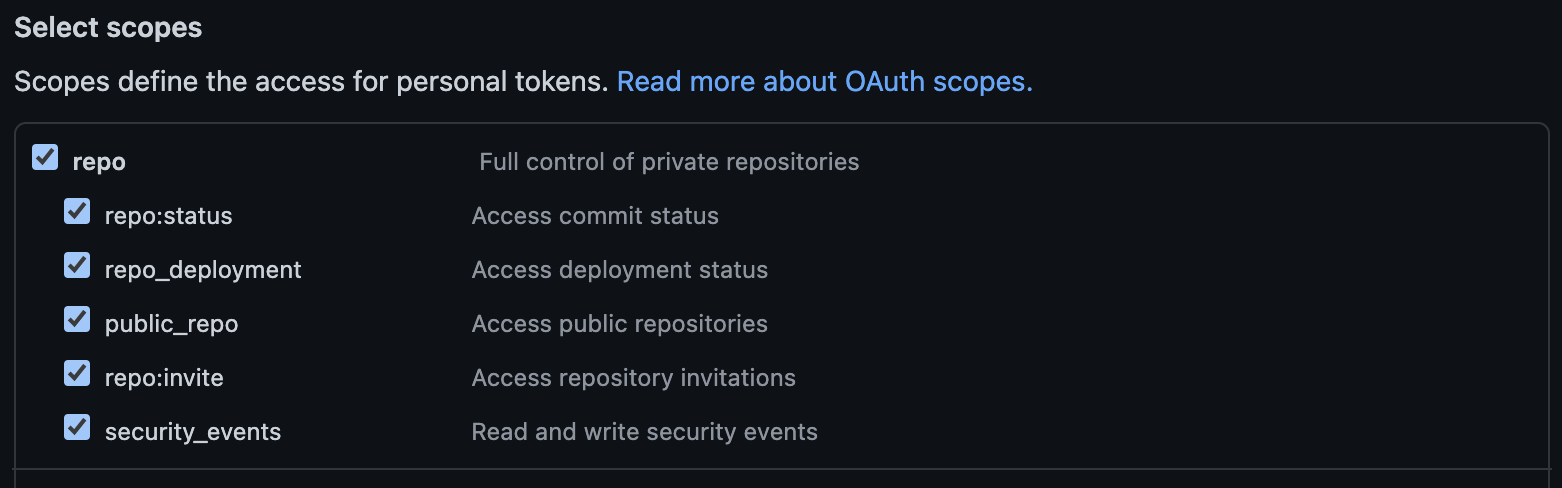 Select scopes
Scopes define the access for personal tokens. Read more about OAuth scopes.
repo Full control of private repositories
repo:status Access commit status
repo_deployment Access deployment status
public_repo Access public repositories
repo:invite Access repository invitations
security_events Read and write security events